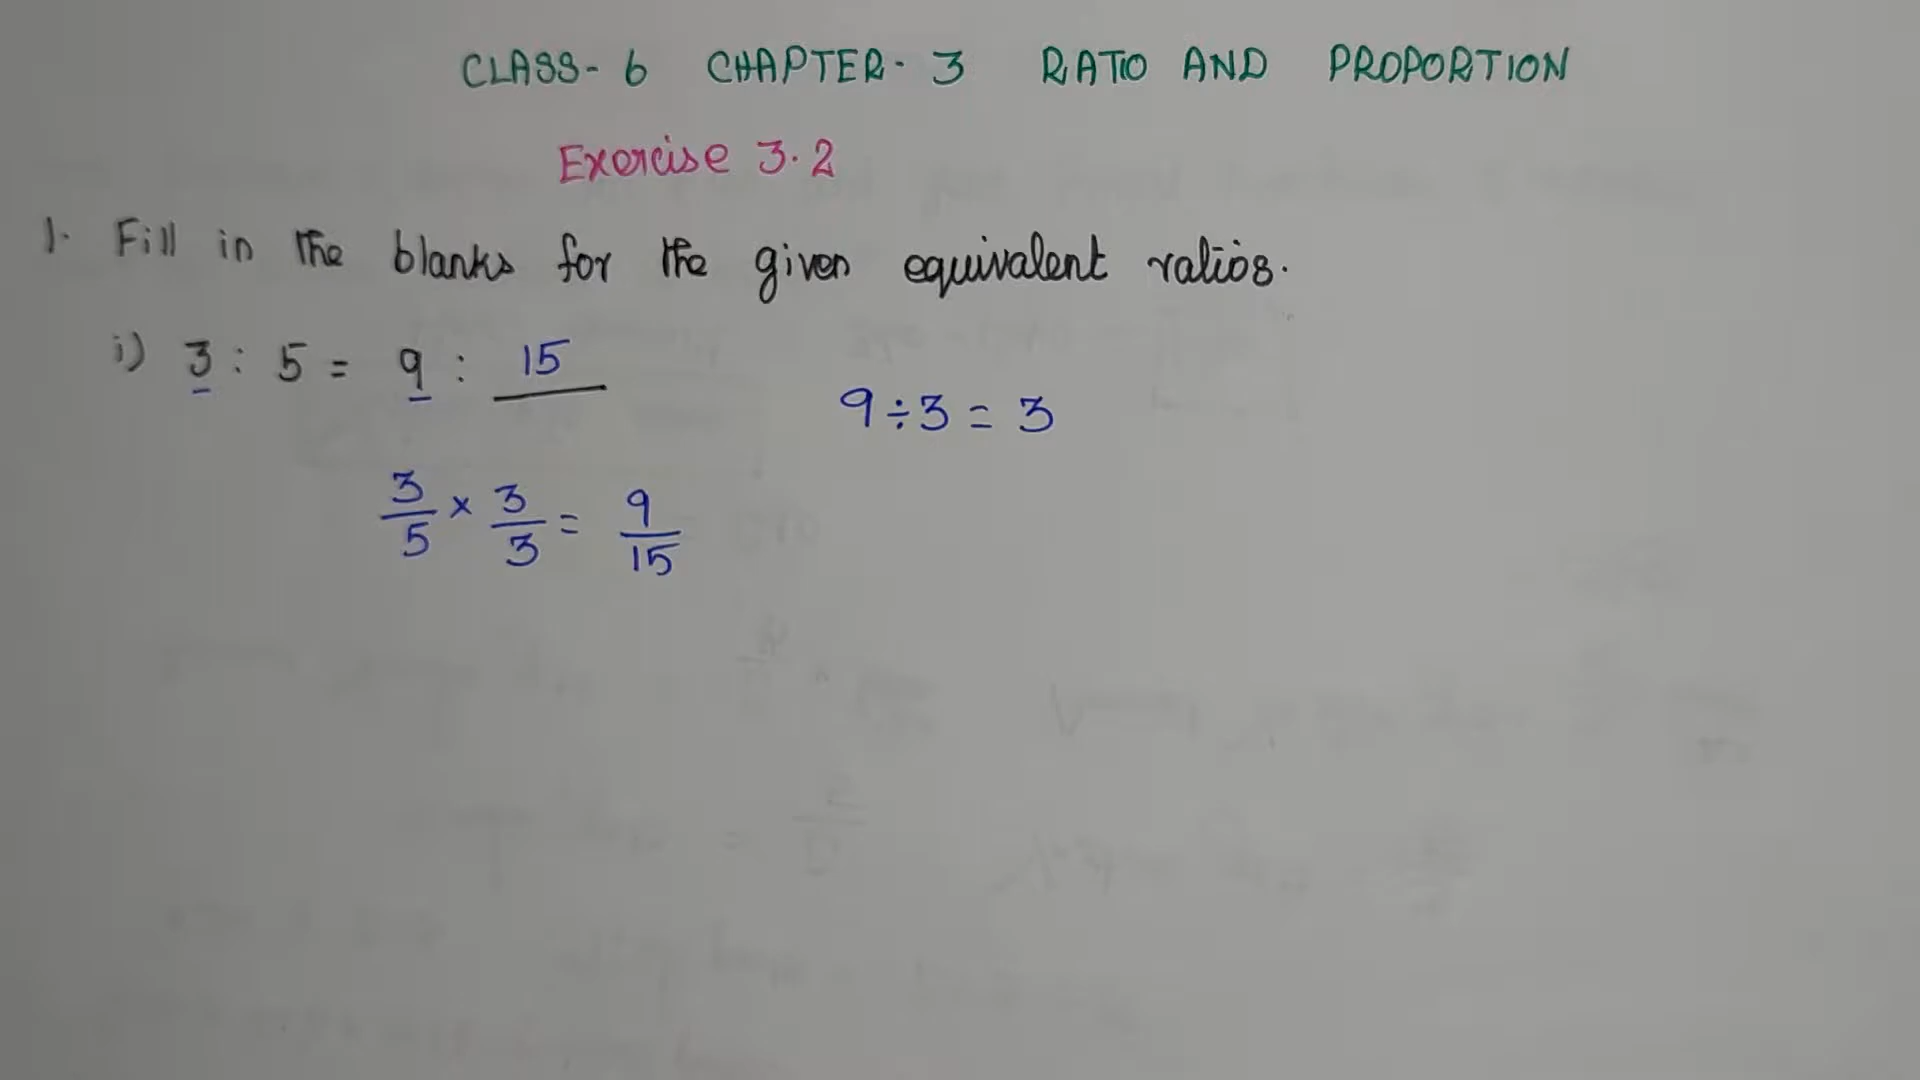 CLASS- 6 CHAPTER- 3 RATIO AND PROPORTION
Exercise 3.2
1. Fill in the blanks for the given equivalent ratios.
i) 3 : 5 = 9 : 15
9 ÷ 3 = 3
3/5 × 3/3 = 9/15